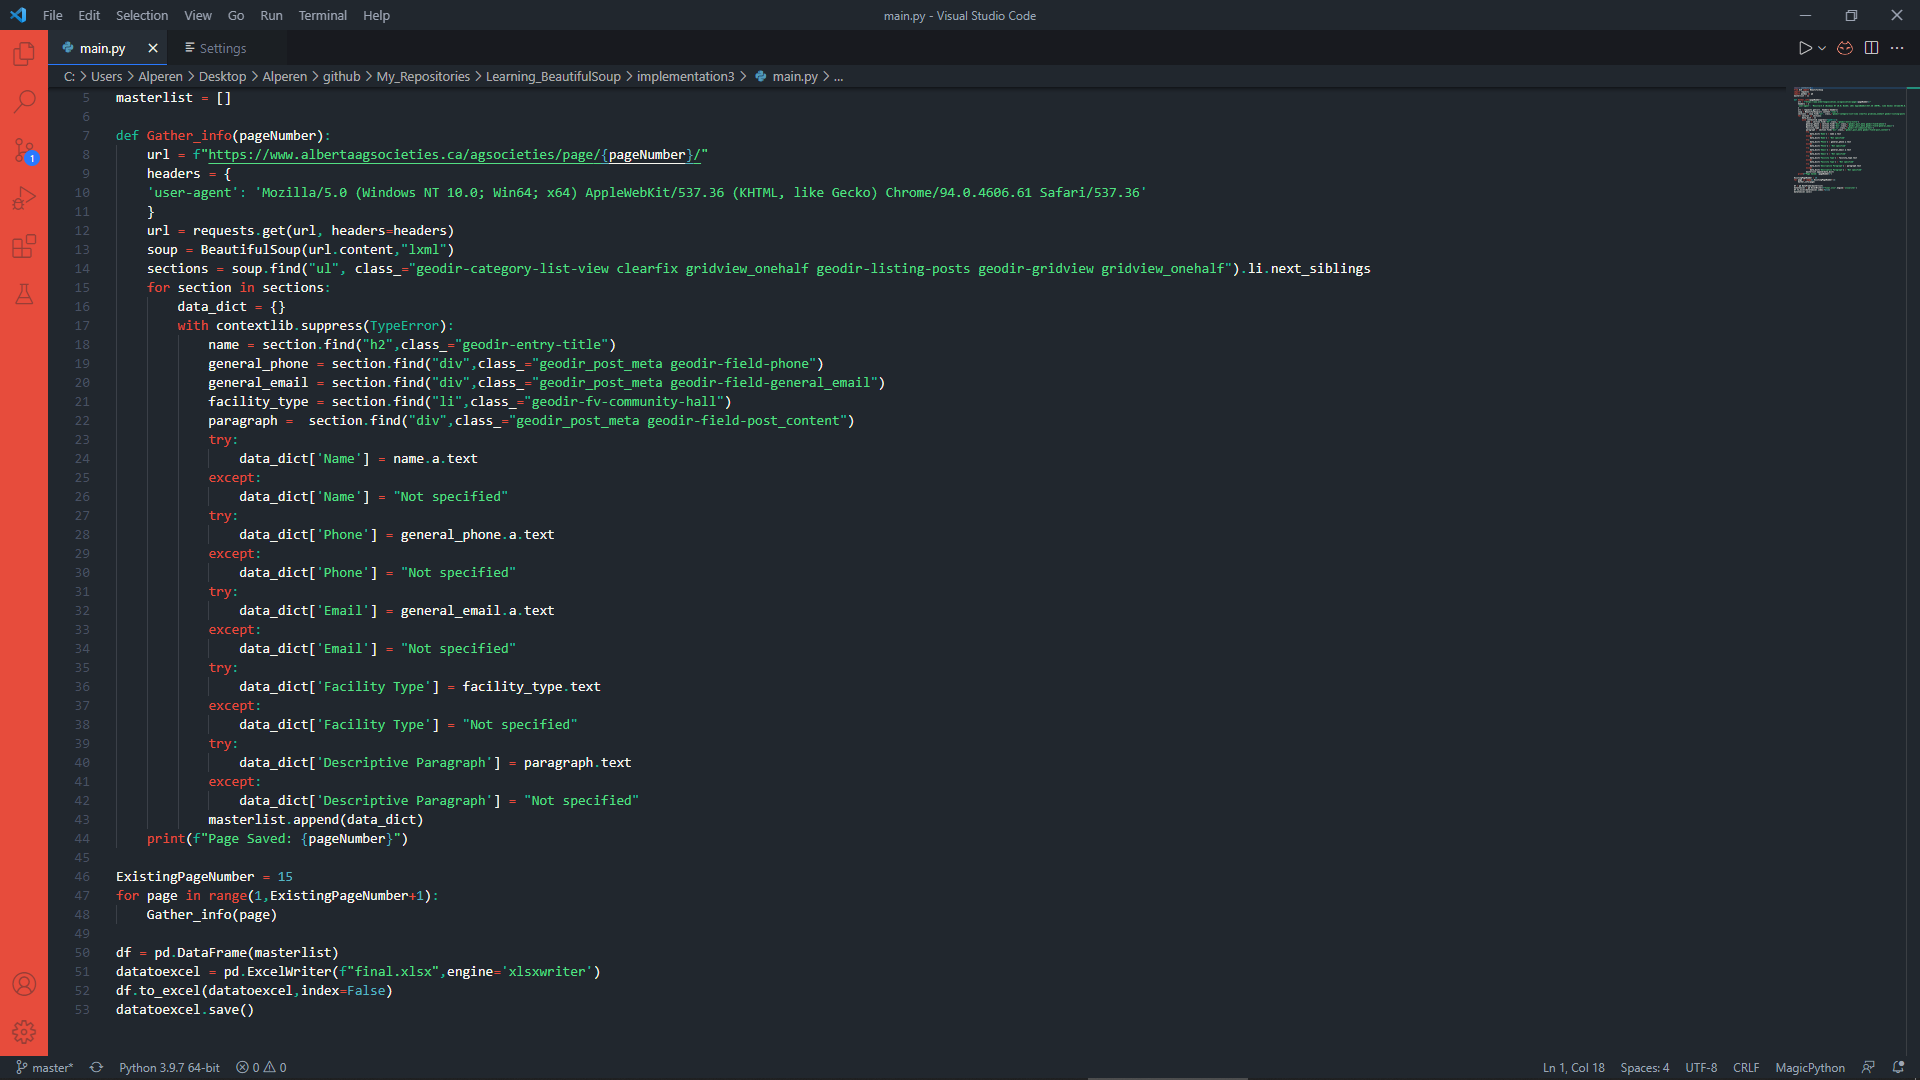 File Edit Selection View Go Run Terminal Help
main.py - Visual Studio Code
main.py
Settings
C: > Users > Alperen > Desktop > Alperen > github > My_Repositories > Learning_BeautifulSoup > implementation3 > main.py > ...
5 masterlist = []
6
7 def Gather_info(pageNumber):
8 url = f"https://www.albertaagsocieties.ca/agsocieties/page/{pageNumber}/"
9 headers = {
10 'user-agent': 'Mozilla/5.0 (Windows NT 10.0; Win64; x64) AppleWebKit/537.36 (KHTML, like Gecko) Chrome/94.0.4606.61 Safari/537.36'
11 }
12 url = requests.get(url, headers=headers)
13 soup = BeautifulSoup(url.content,"lxml")
14 sections = soup.find("ul", class_="geodir-category-list-view clearfix gridview_onehalf geodir-listing-posts geodir-gridview gridview_onehalf").li.next_siblings
15 for section in sections:
16 data_dict = {}
17 with contextlib.suppress(TypeError):
18 name = section.find("h2",class_="geodir-entry-title")
19 general_phone = section.find("div",class_="geodir_post_meta geodir-field-phone")
20 general_email = section.find("div",class_="geodir_post_meta geodir-field-general_email")
21 facility_type = section.find("li",class_="geodir-fv-community-hall")
22 paragraph =  section.find("div",class_="geodir_post_meta geodir-field-post_content")
23 try:
24 data_dict['Name'] = name.a.text
25 except:
26 data_dict['Name'] = "Not specified"
27 try:
28 data_dict['Phone'] = general_phone.a.text
29 except:
30 data_dict['Phone'] = "Not specified"
31 try:
32 data_dict['Email'] = general_email.a.text
33 except:
34 data_dict['Email'] = "Not specified"
35 try:
36 data_dict['Facility Type'] = facility_type.text
37 except:
38 data_dict['Facility Type'] = "Not specified"
39 try:
40 data_dict['Descriptive Paragraph'] = paragraph.text
41 except:
42 data_dict['Descriptive Paragraph'] = "Not specified"
43 masterlist.append(data_dict)
44 print(f"Page Saved: {pageNumber}")
45
46 ExistingPageNumber = 15
47 for page in range(1,ExistingPageNumber+1):
48 Gather_info(page)
49
50 df = pd.DataFrame(masterlist)
51 datatoexcel = pd.ExcelWriter(f"final.xlsx",engine='xlsxwriter')
52 df.to_excel(datatoexcel,index=False)
53 datatoexcel.save()
1
master* Python 3.9.7 64-bit 0 0
Ln 1, Col 18 Spaces: 4 UTF-8 CRLF MagicPython